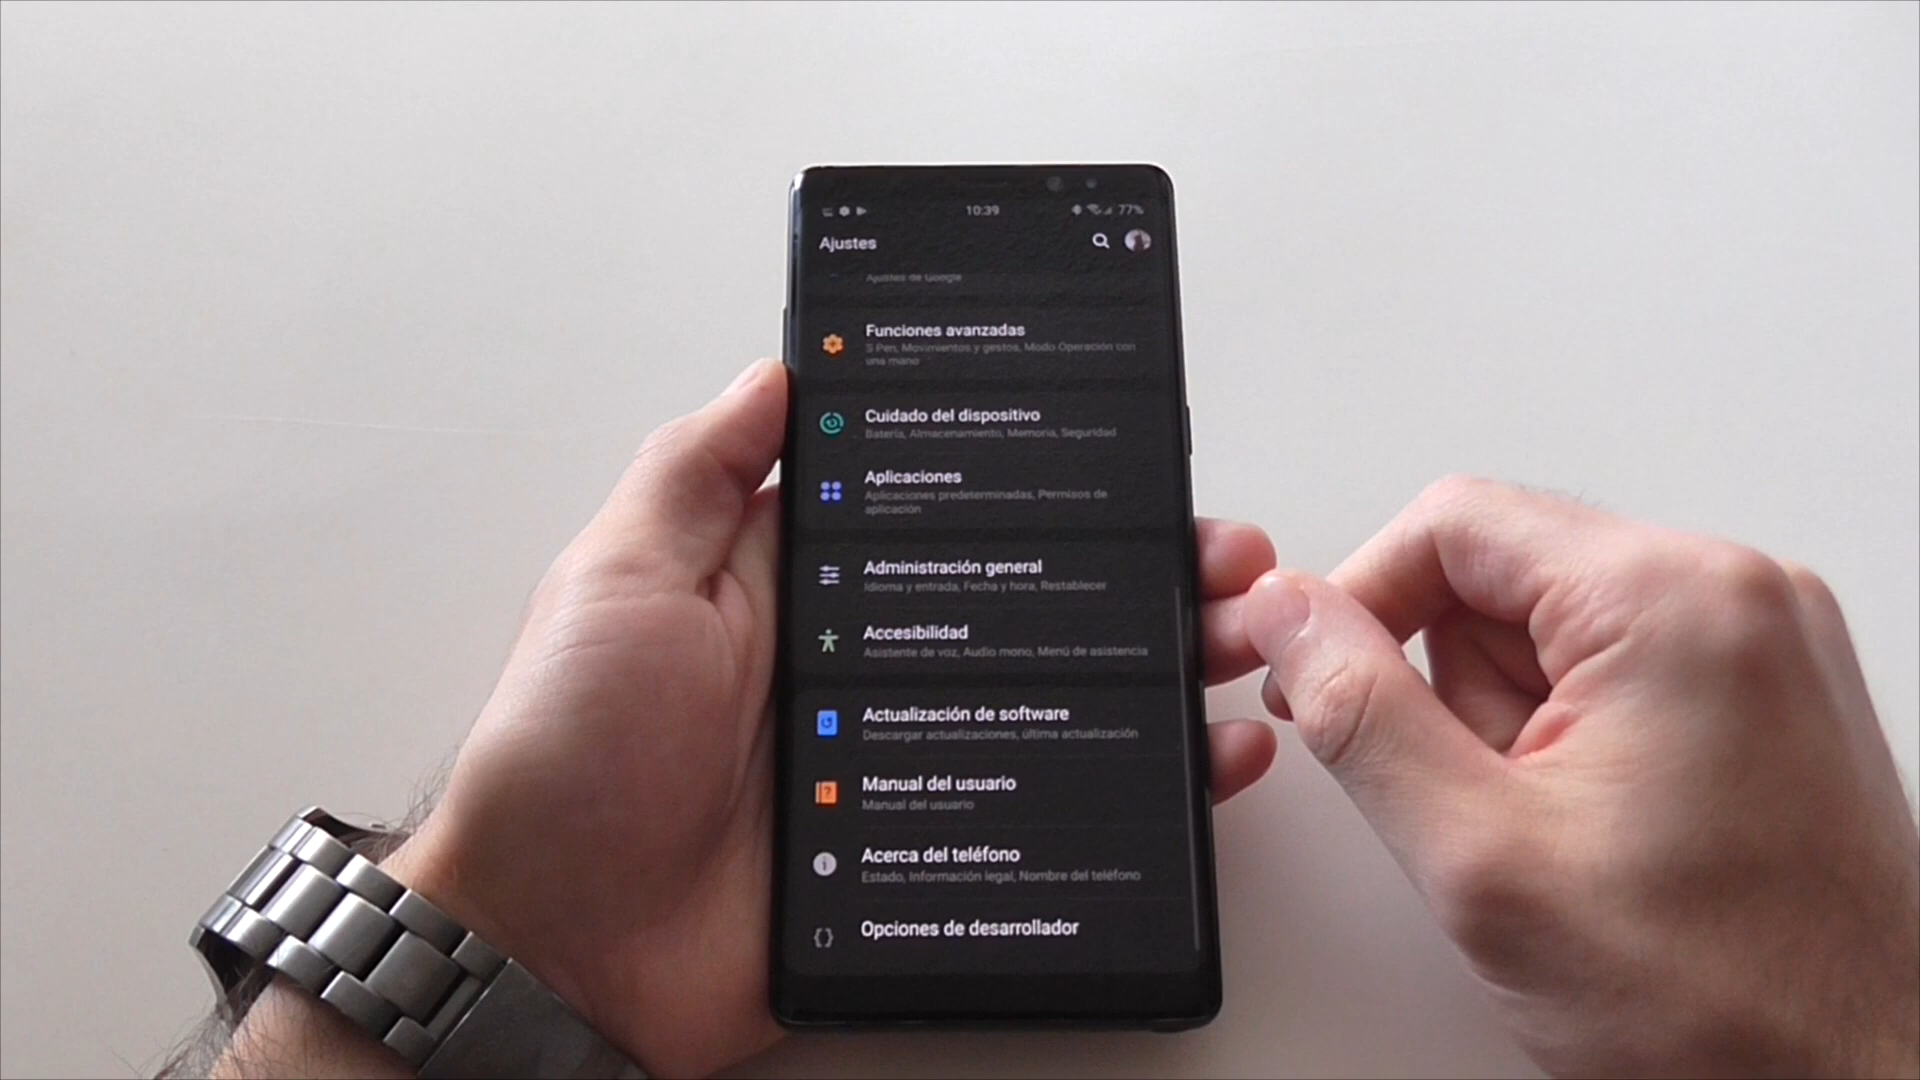 10:39
77%
Ajustes
Ajustes de Google
Funciones avanzadas
S Pen, Movimientos y gestos, Modo Operación con
una mano
Cuidado del dispositivo
Batería, Almacenamiento, Memoria, Seguridad
Aplicaciones
Aplicaciones predeterminadas, Permisos de
aplicación
Administración general
Idioma y entrada, Fecha y hora, Restablecer
Accesibilidad
Asistente de voz, Audio mono, Menú de asistencia
Actualización de software
Descargar actualizaciones, última actualización
Manual del usuario
Manual del usuario
Acerca del teléfono
Estado, Información legal, Nombre del teléfono
Opciones de desarrollador